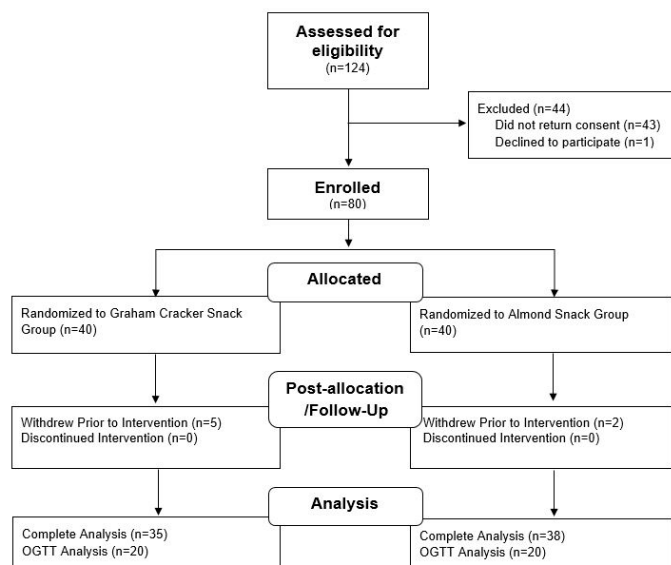 Assessed for
eligibility
(n=124)
Excluded (n=44)
Did not return consent (n=43)
Declined to participate (n=1)
Enrolled
(n=80)
Allocated
Randomized to Graham Cracker Snack
Group (n=40)
Randomized to Almond Snack Group
(n=40)
Post-allocation
/Follow-Up
Withdrew Prior to Intervention (n=5)
Discontinued Intervention (n=0)
Withdrew Prior to Intervention (n=2)
Discontinued Intervention (n=0)
Analysis
Complete Analysis (n=35)
OGTT Analysis (n=20)
Complete Analysis (n=38)
OGTT Analysis (n=20)